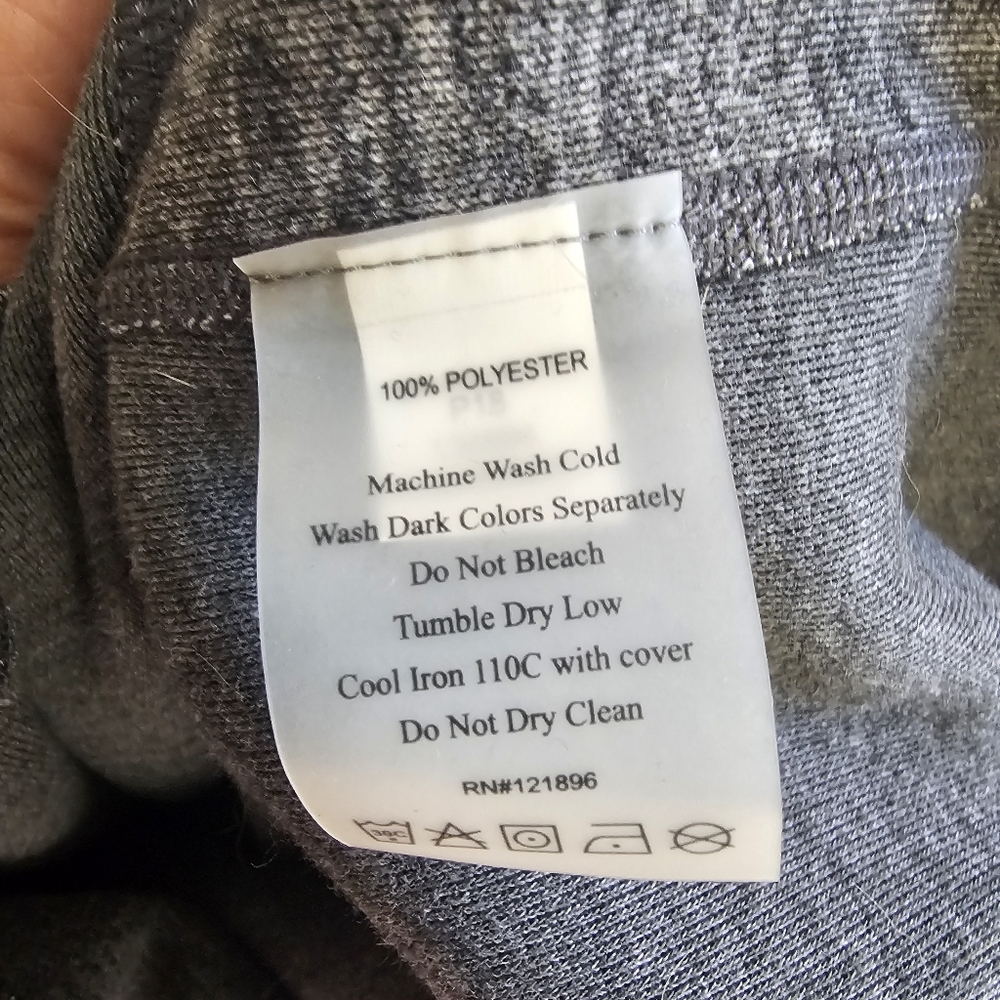 100% POLYESTER
Machine Wash Cold
Wash Dark Colors Separately
Do Not Bleach
Tumble Dry Low
Cool Iron 110C with cover
Do Not Dry Clean
RN#121896
30C